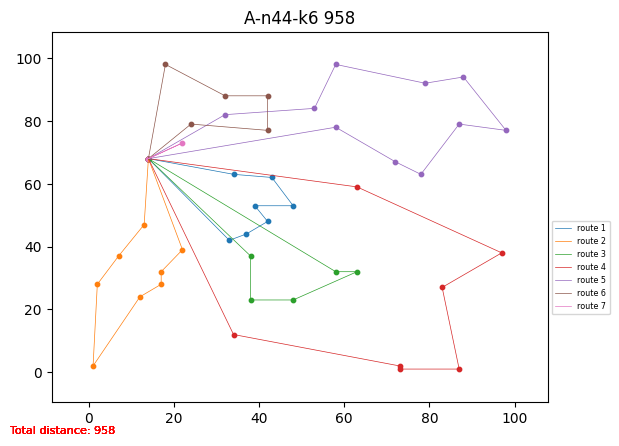 A-n44-k6 958
100
80
60
40
20
0
0 20 40 60 80 100
route 1
route 2
route 3
route 4
route 5
route 6
route 7
Total distance: 958